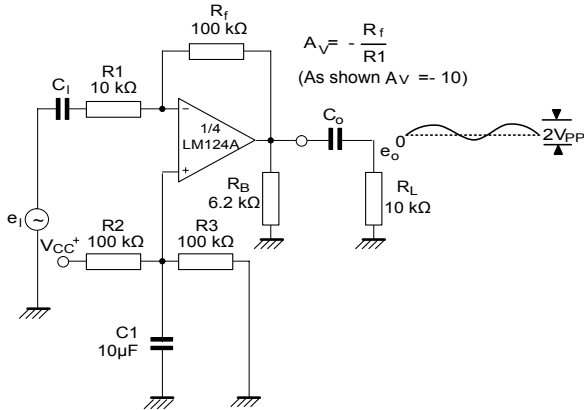 Rf
100 kΩ
AV = - Rf
R1
(As shown AV = - 10)
CI
R1
10 kΩ
1/4
LM124A
Co
0
eo
2VPP
RB
6.2 kΩ
RL
10 kΩ
eI
~
VCC+
R2
100 kΩ
R3
100 kΩ
C1
10µF